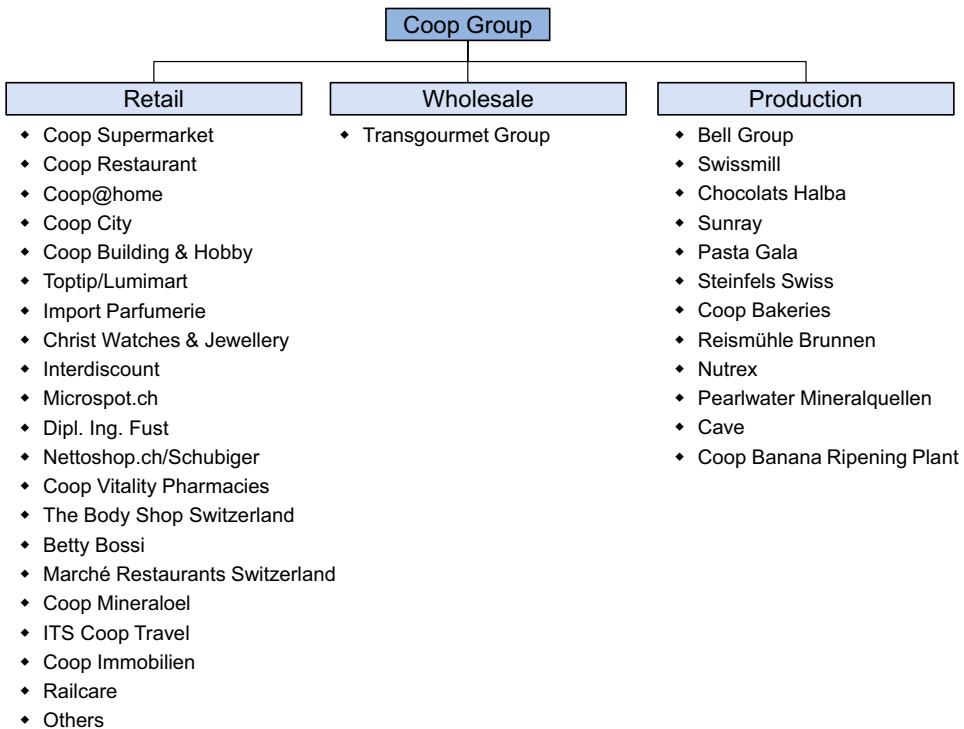 Coop Group
Retail
Coop Supermarket
Coop Restaurant
Coop@home
Coop City
Coop Building & Hobby
Toptip/Lumimart
Import Parfumerie
Christ Watches & Jewellery
Interdiscount
Microspot.ch
Dipl. Ing. Fust
Nettoshop.ch/Schubiger
Coop Vitality Pharmacies
The Body Shop Switzerland
Betty Bossi
Marché Restaurants Switzerland
Coop Mineraloel
ITS Coop Travel
Coop Immobilien
Railcare
Others
Wholesale
Transgourmet Group
Production
Bell Group
Swissmill
Chocolats Halba
Sunray
Pasta Gala
Steinfels Swiss
Coop Bakeries
Reismühle Brunnen
Nutrex
Pearlwater Mineralquellen
Cave
Coop Banana Ripening Plant